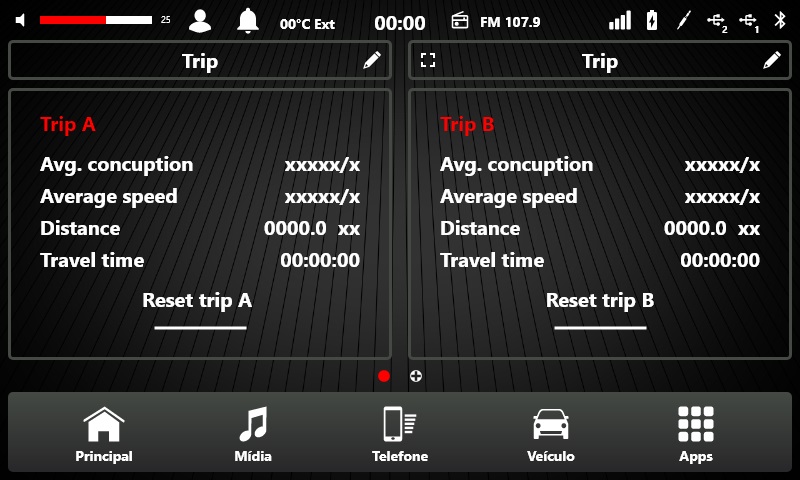 25 00°C Ext 00:00 FM 107.9 2 1
Trip
Trip
Trip A
Avg. concuption xxxxx/x
Average speed xxxxx/x
Distance 0000.0 xx
Travel time 00:00:00
Reset trip A
Trip B
Avg. concuption xxxxx/x
Average speed xxxxx/x
Distance 0000.0 xx
Travel time 00:00:00
Reset trip B
Principal Mídia Telefone Veículo Apps